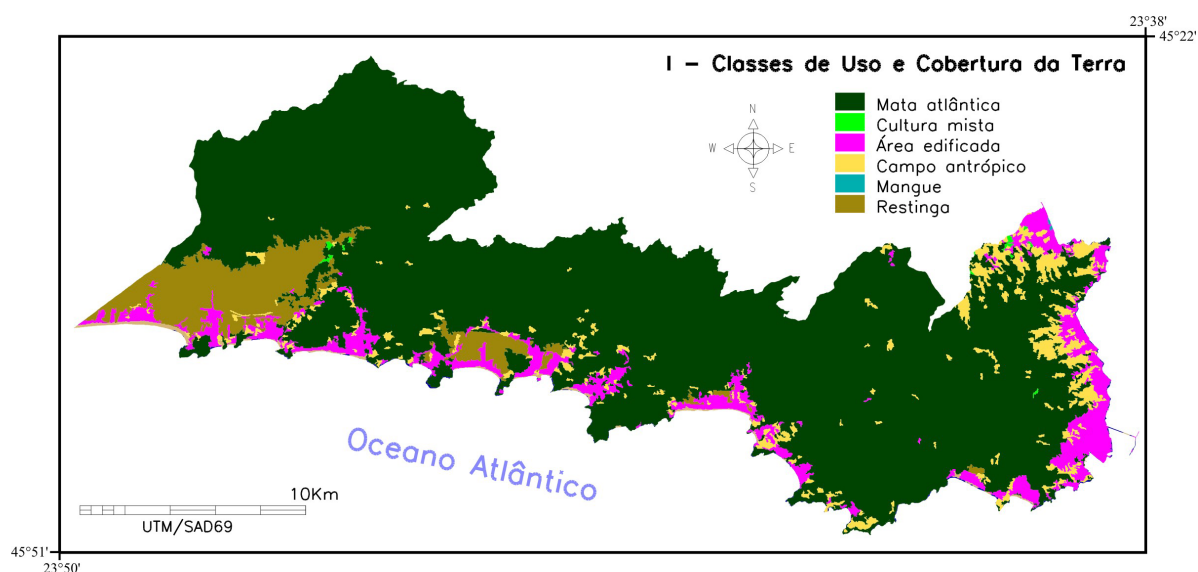 23°38'
45°22'
I – Classes de Uso e Cobertura da Terra
N
W
E
S
Mata atlântica
Cultura mista
Área edificada
Campo antrópico
Mangue
Restinga
Oceano Atlântico
10Km
UTM/SAD69
45°51'
23°50'